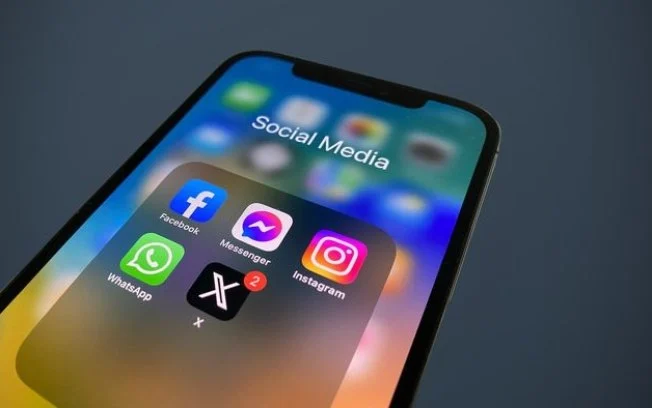 Social Media
Facebook
Messenger
Instagram
WhatsApp
X
2